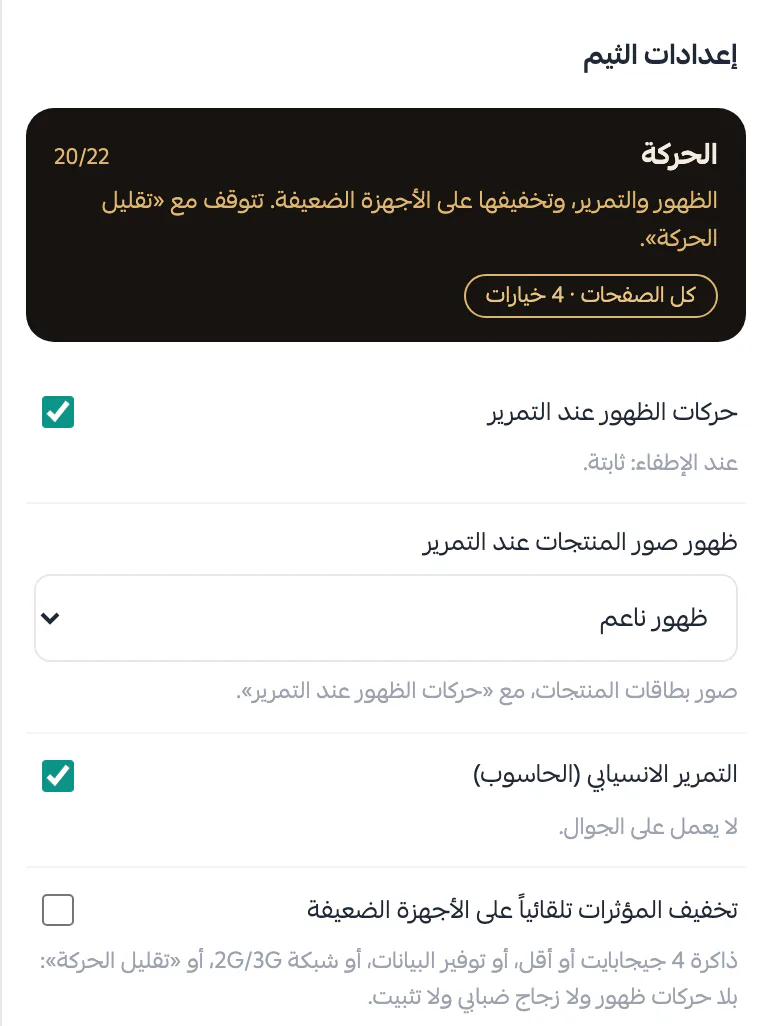 إعدادات الثيم
الحركة
20/22
الظهور والتمرير، وتخفيفها على الأجهزة الضعيفة. تتوقف مع «تقليل
الحركة».
كل الصفحات · 4 خيارات
حركات الظهور عند التمرير
عند الإطفاء: ثابتة.
ظهور صور المنتجات عند التمرير
ظهور ناعم
صور بطاقات المنتجات، مع «حركات الظهور عند التمرير».
التمرير الانسيابي (الحاسوب)
لا يعمل على الجوال.
تخفيف المؤثرات تلقائياً على الأجهزة الضعيفة
ذاكرة 4 جيجابايت أو أقل، أو توفير البيانات، أو شبكة 2G/3G، أو «تقليل الحركة»:
بلا حركات ظهور ولا زجاج ضبابي ولا تثبيت.